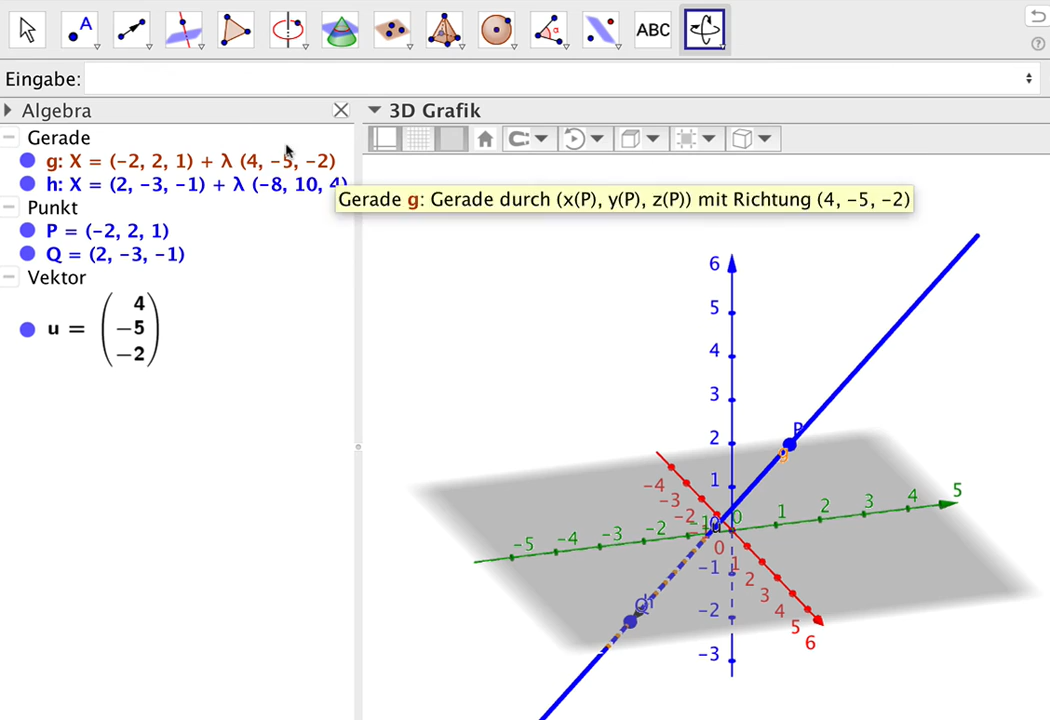 A
α
ABC
Eingabe:
Algebra
3D Grafik
Gerade
g: X = (-2, 2, 1) + λ (4, -5, -2)
h: X = (2, -3, -1) + λ (-8, 10, 4)
Gerade g: Gerade durch (x(P), y(P), z(P)) mit Richtung (4, -5, -2)
Punkt
P = (-2, 2, 1)
Q = (2, -3, -1)
Vektor
u = 
4
-5
-2
6
5
4
3
2
1
-1
-2
-3
P
g
-4
-3
-2
0
1
2
3
4
5
6
-5
-4
-3
-2
-1
0
1
2
3
4
5
Q